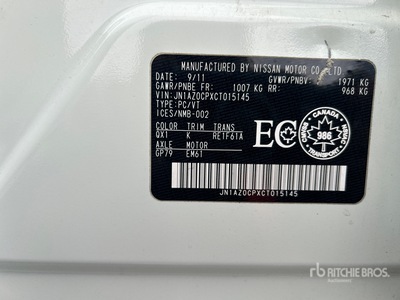 MANUFACTURED BY NISSAN MOTOR CO., LTD.
DATE: 9/11 GVWR/PNBV: 1971 KG
GAWR/PNBE FR: 1007 KG RR: 968 KG
VIN: JN1AZ0CPXCT015145
TYPE: PC/VT
ICES/NMB-002
COLOR TRIM TRANS
QX1 K RE1F61A
AXLE MOTOR
GP79 EM61
EC
CANADA
986
TRANSPORT
JN1AZ0CPXCT015145
rb RITCHIE BROS.